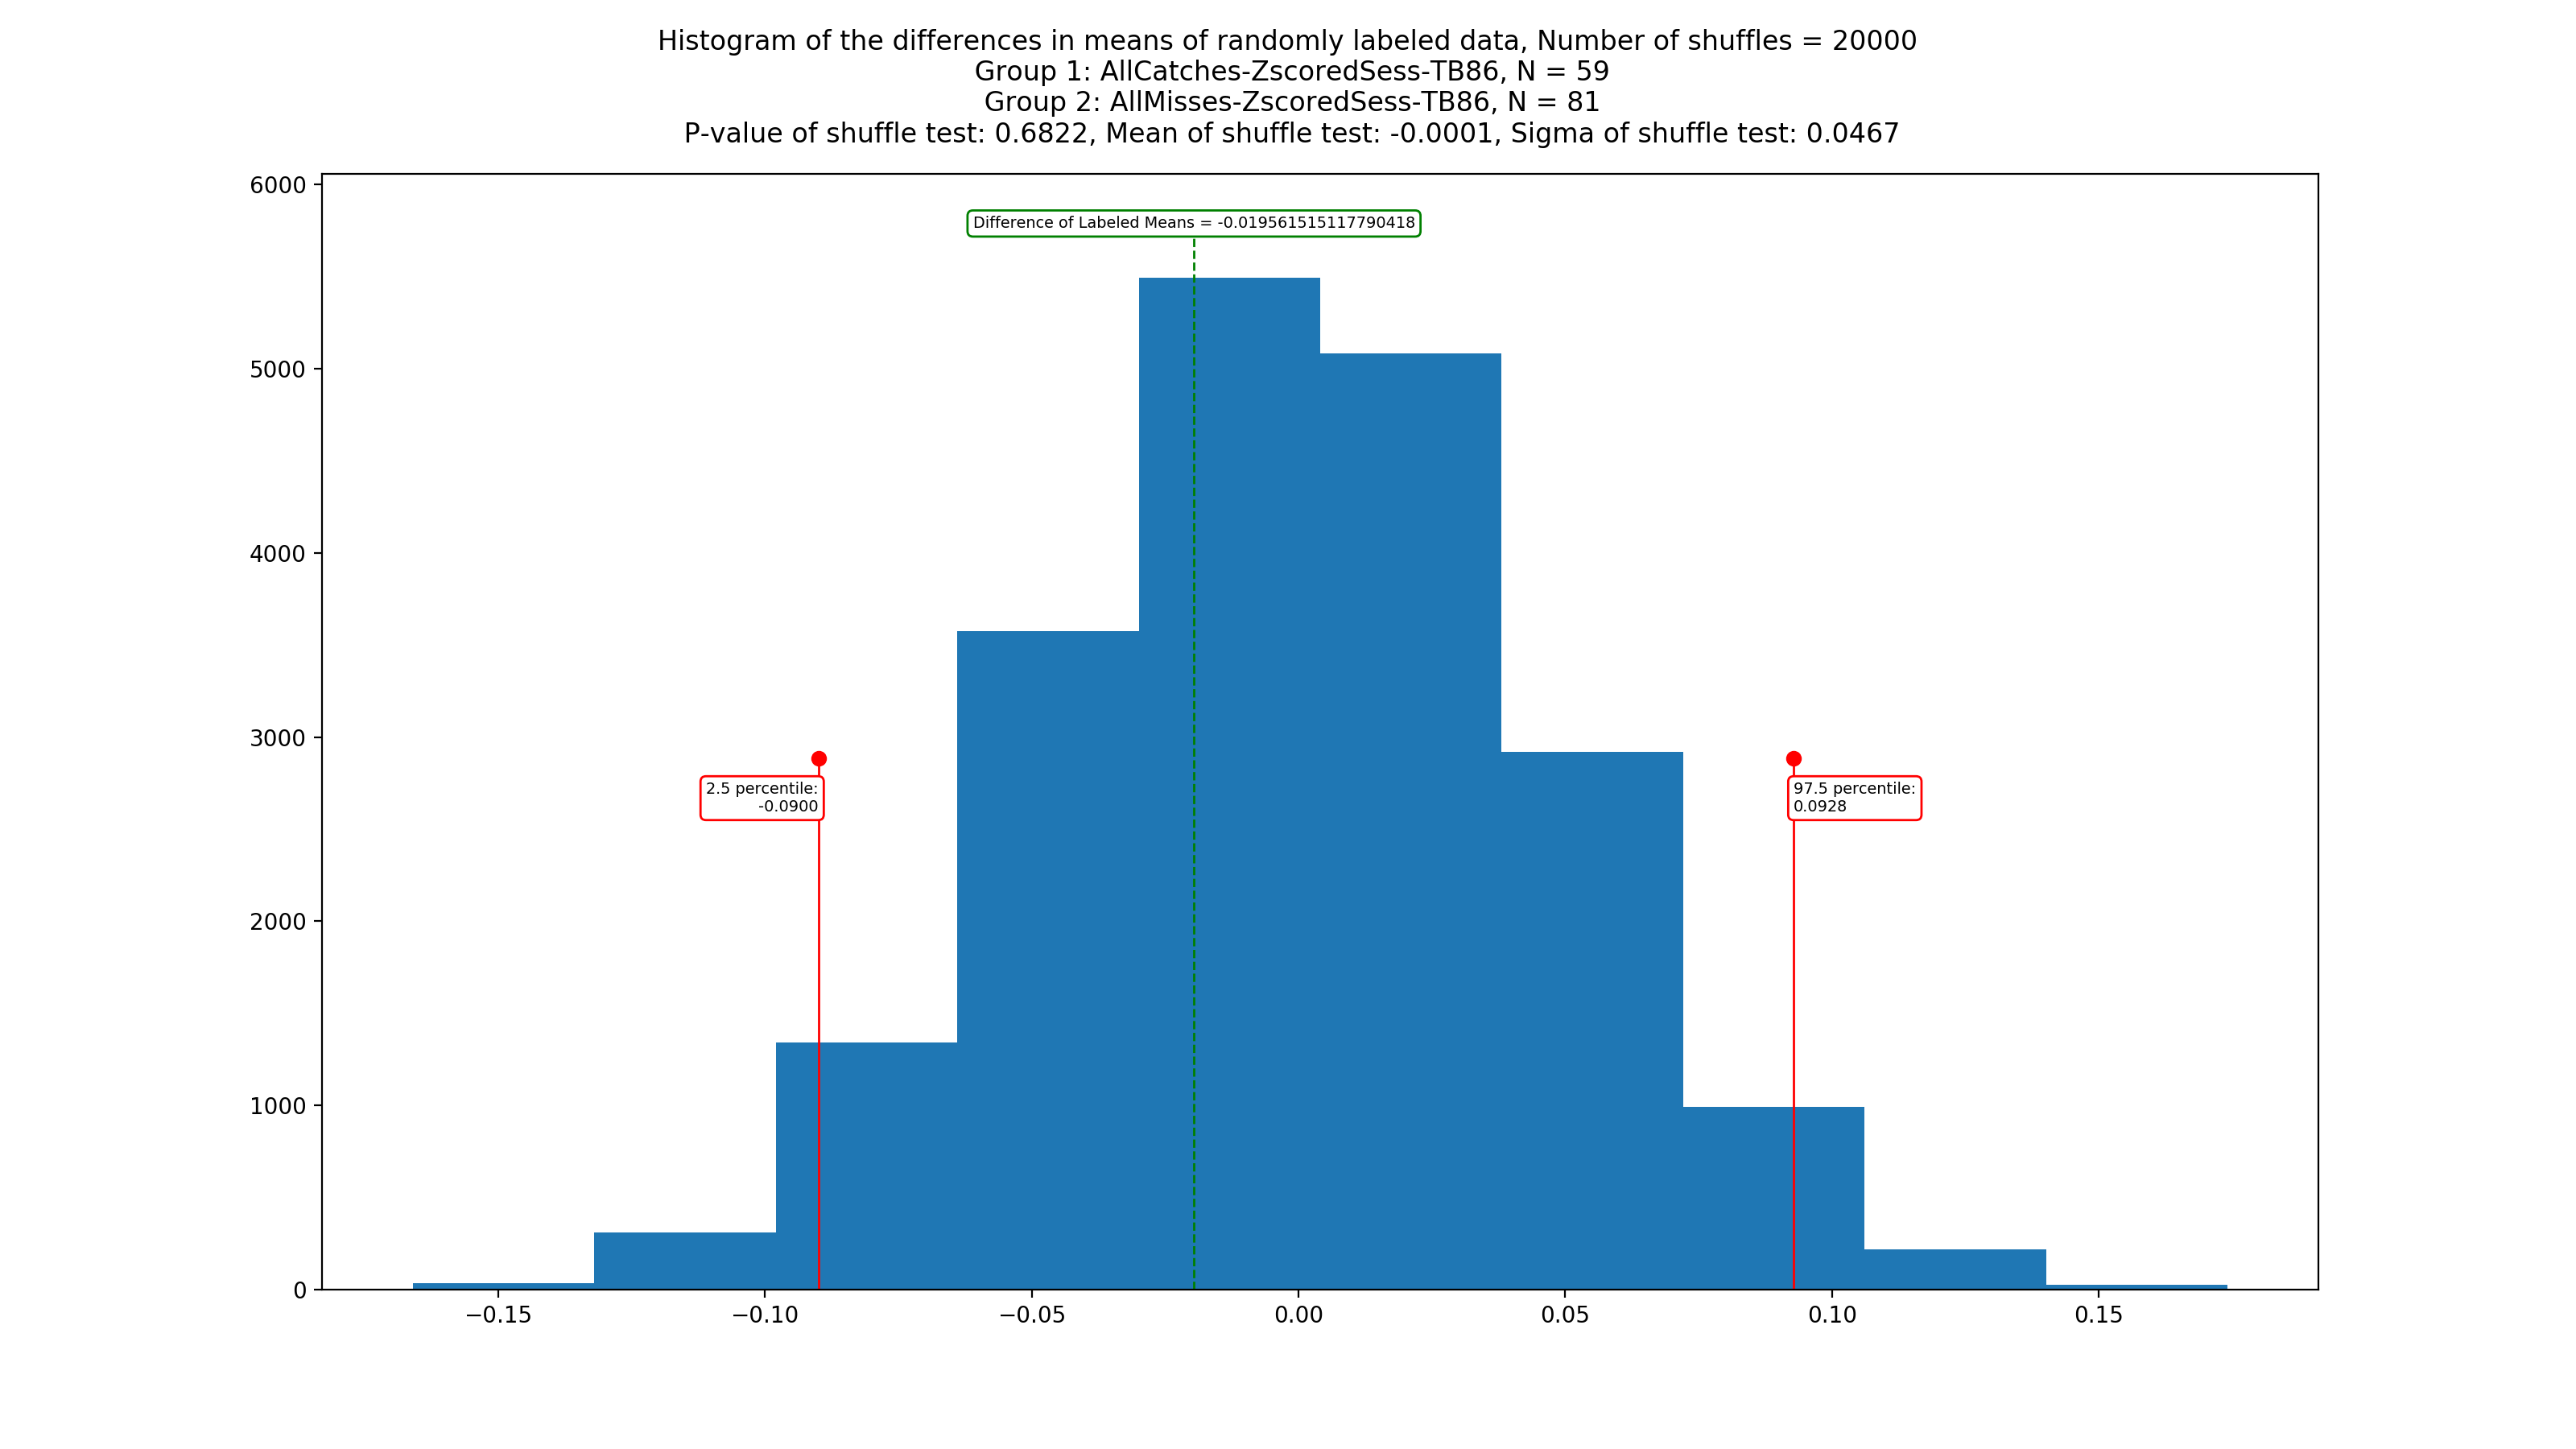 Histogram of the differences in means of randomly labeled data, Number of shuffles = 20000
Group 1: AllCatches-ZscoredSess-TB86, N = 59
Group 2: AllMisses-ZscoredSess-TB86, N = 81
P-value of shuffle test: 0.6822, Mean of shuffle test: -0.0001, Sigma of shuffle test: 0.0467
6000
Difference of Labeled Means = -0.019561515117790418
5000
4000
3000
2.5 percentile:
-0.0900
97.5 percentile:
0.0928
2000
1000
0
−0.15
−0.10
−0.05
0.00
0.05
0.10
0.15